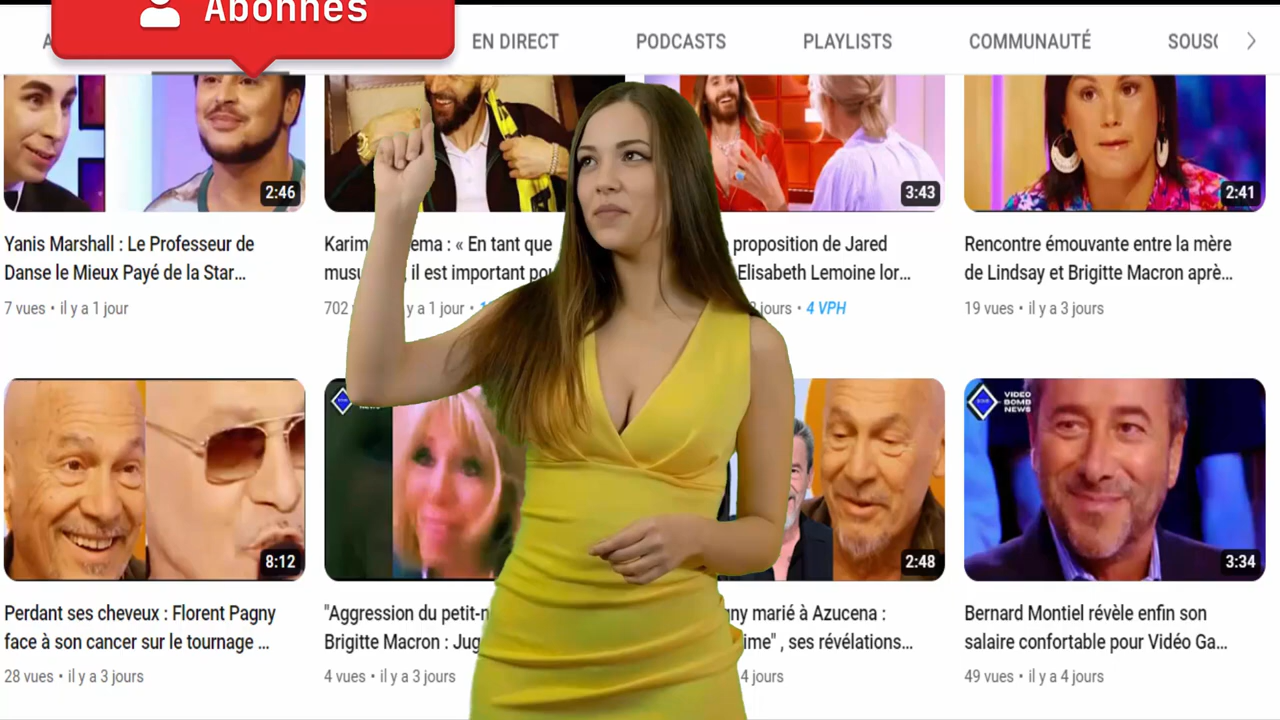 Abonnés
EN DIRECT
PODCASTS
PLAYLISTS
COMMUNAUTÉ
2:46
3:43
2:41
Yanis Marshall : Le Professeur de
Danse le Mieux Payé de la Star...
7 vues • il y a 1 jour
Karim ema : « En tant que
musu il est important
702 y a 1 jour •
proposition de Jared
Elisabeth Lemoine lor...
jours • 4 VPH
Rencontre émouvante entre la mère
de Lindsay et Brigitte Macron aprè...
19 vues • il y a 3 jours
VIDEO
BOMB
NEWS
8:12
2:48
3:34
Perdant ses cheveux : Florent Pagny
face à son cancer sur le tournage ...
28 vues • il y a 3 jours
"Aggression du petit-n
Brigitte Macron : Jug
4 vues • il y a 3 jours
ny marié à Azucena :
ime" , ses révélations...
4 jours
Bernard Montiel révèle enfin son
salaire confortable pour Vidéo Ga...
49 vues • il y a 4 jours